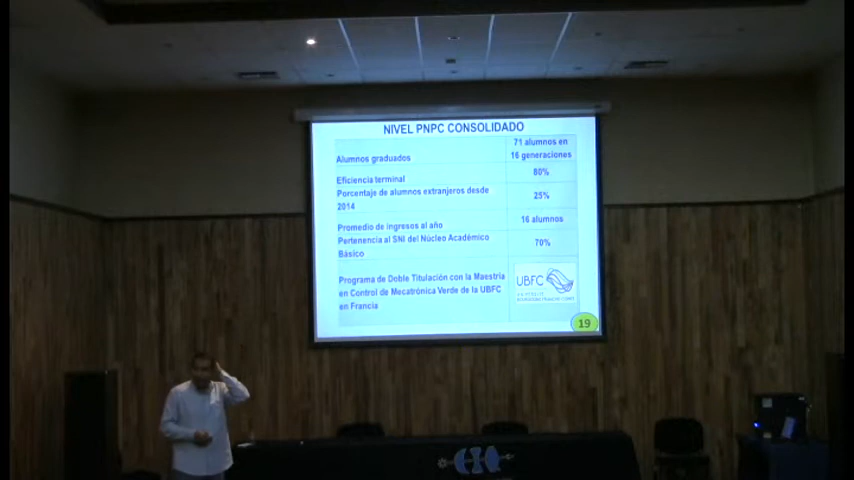 NIVEL PNPC CONSOLIDADO
Alumnos graduados
71 alumnos en
16 generaciones
Eficiencia terminal
80%
Porcentaje de alumnos extranjeros desde
2014
25%
Promedio de ingresos al año
16 alumnos
Pertenencia al SNI del Núcleo Académico
Básico
70%
Programa de Doble Titulación con la Maestría
en Control de Mecatrónica Verde de la UBFC
en Francia
UBFC
19